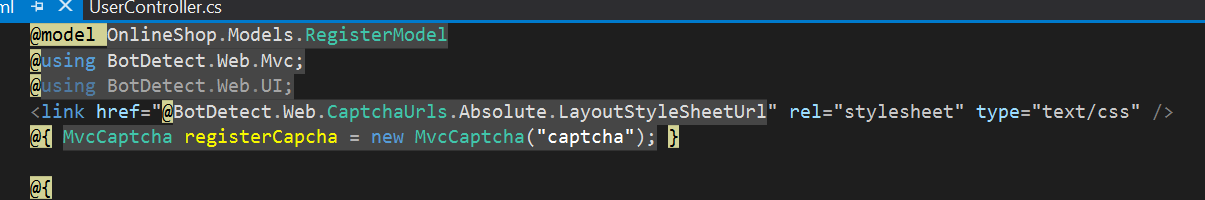 ml UserController.cs
@model OnlineShop.Models.RegisterModel
@using BotDetect.Web.Mvc;
@using BotDetect.Web.UI;
<link href="@BotDetect.Web.CaptchaUrls.Absolute.LayoutStyleSheetUrl" rel="stylesheet" type="text/css" />
@{ MvcCaptcha registerCapcha = new MvcCaptcha("captcha"); }
@{